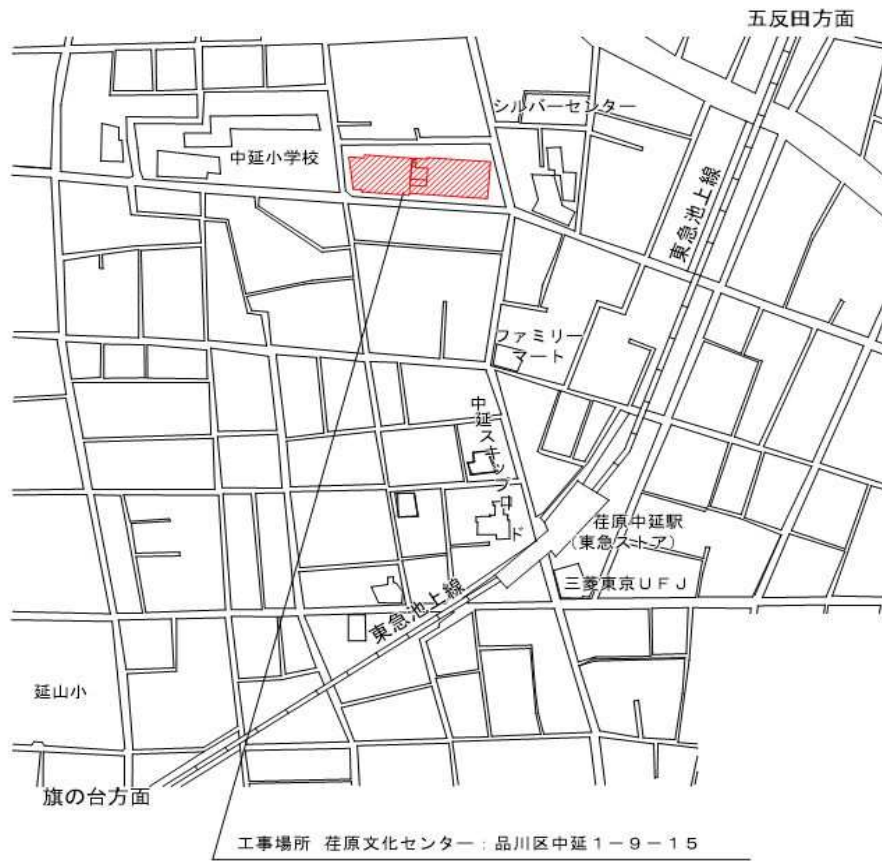 五反田方面
シルバーセンター
中延小学校
東急池上線
ファミリー
マート
中延スキップロード
荏原中延駅
(東急ストア)
三菱東京UFJ
東急池上線
延山小
旗の台方面
工事場所 荏原文化センター:品川区中延1-9-15